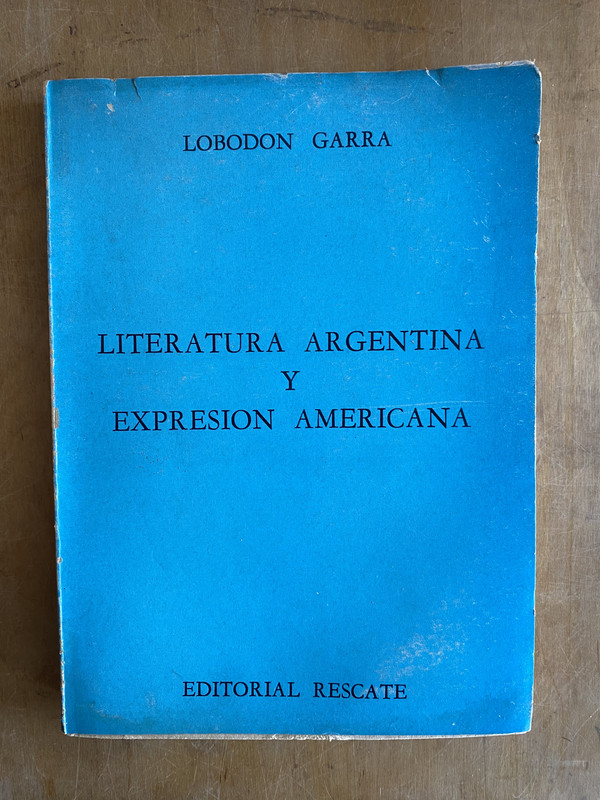 LOBODON GARRA
LITERATURA ARGENTINA
Y
EXPRESION AMERICANA
EDITORIAL RESCATE